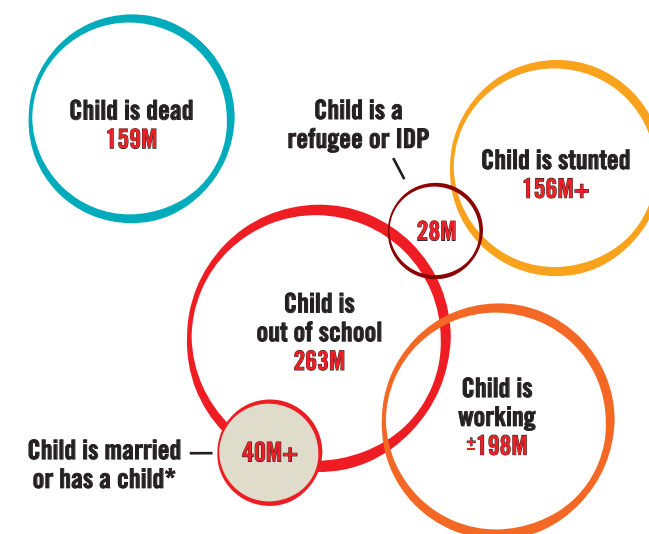 Child is dead
159M
Child is a
refugee or IDP
28M
Child is stunted
156M+
Child is
out of school
263M
Child is
working
±198M
Child is married
or has a child*
40M+